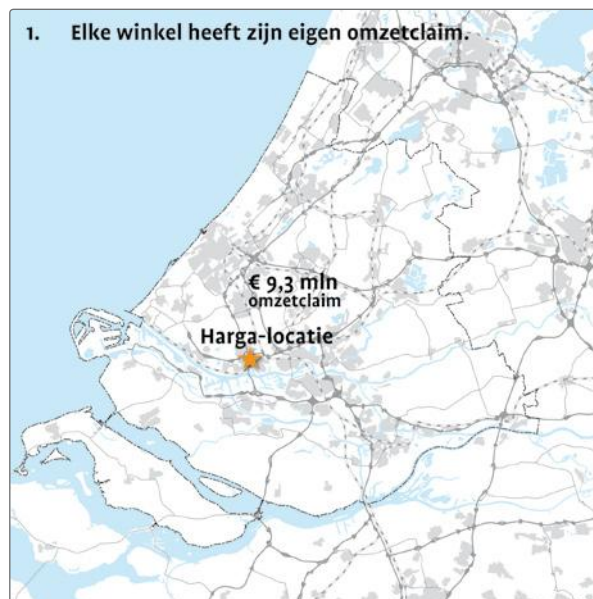 1. Elke winkel heeft zijn eigen omzetclaim.
€ 9,3 mln
omzetclaim
Harga-locatie